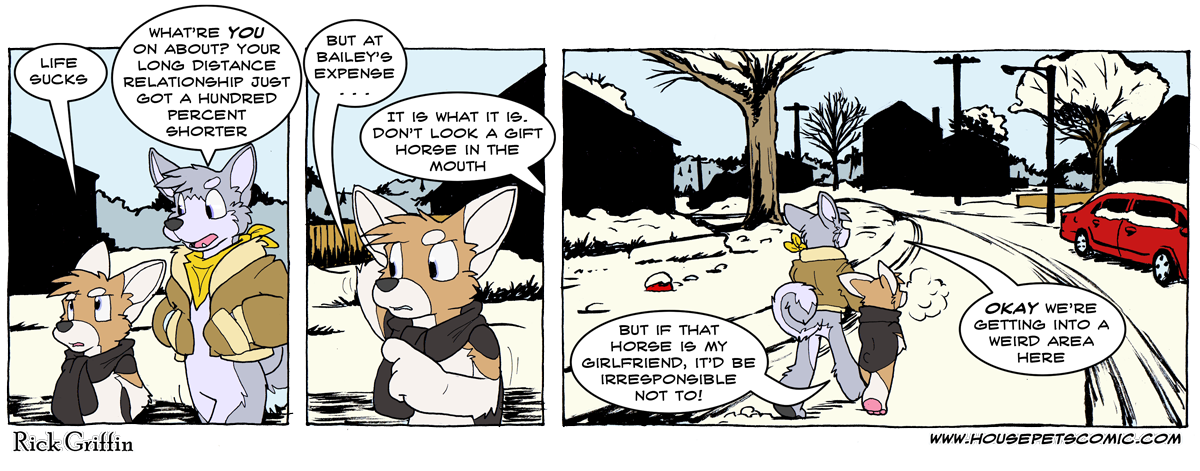 LIFE
SUCKS
WHAT'RE YOU
ON ABOUT? YOUR
LONG DISTANCE
RELATIONSHIP JUST
GOT A HUNDRED
PERCENT
SHORTER
BUT AT
BAILEY'S
EXPENSE
. . .
IT IS WHAT IT IS.
DON'T LOOK A GIFT
HORSE IN THE
MOUTH
BUT IF THAT
HORSE IS MY
GIRLFRIEND, IT'D BE
IRRESPONSIBLE
NOT TO!
OKAY WE'RE
GETTING INTO A
WEIRD AREA
HERE
Rick Griffin
WWW.HOUSEPETSCOMIC.COM